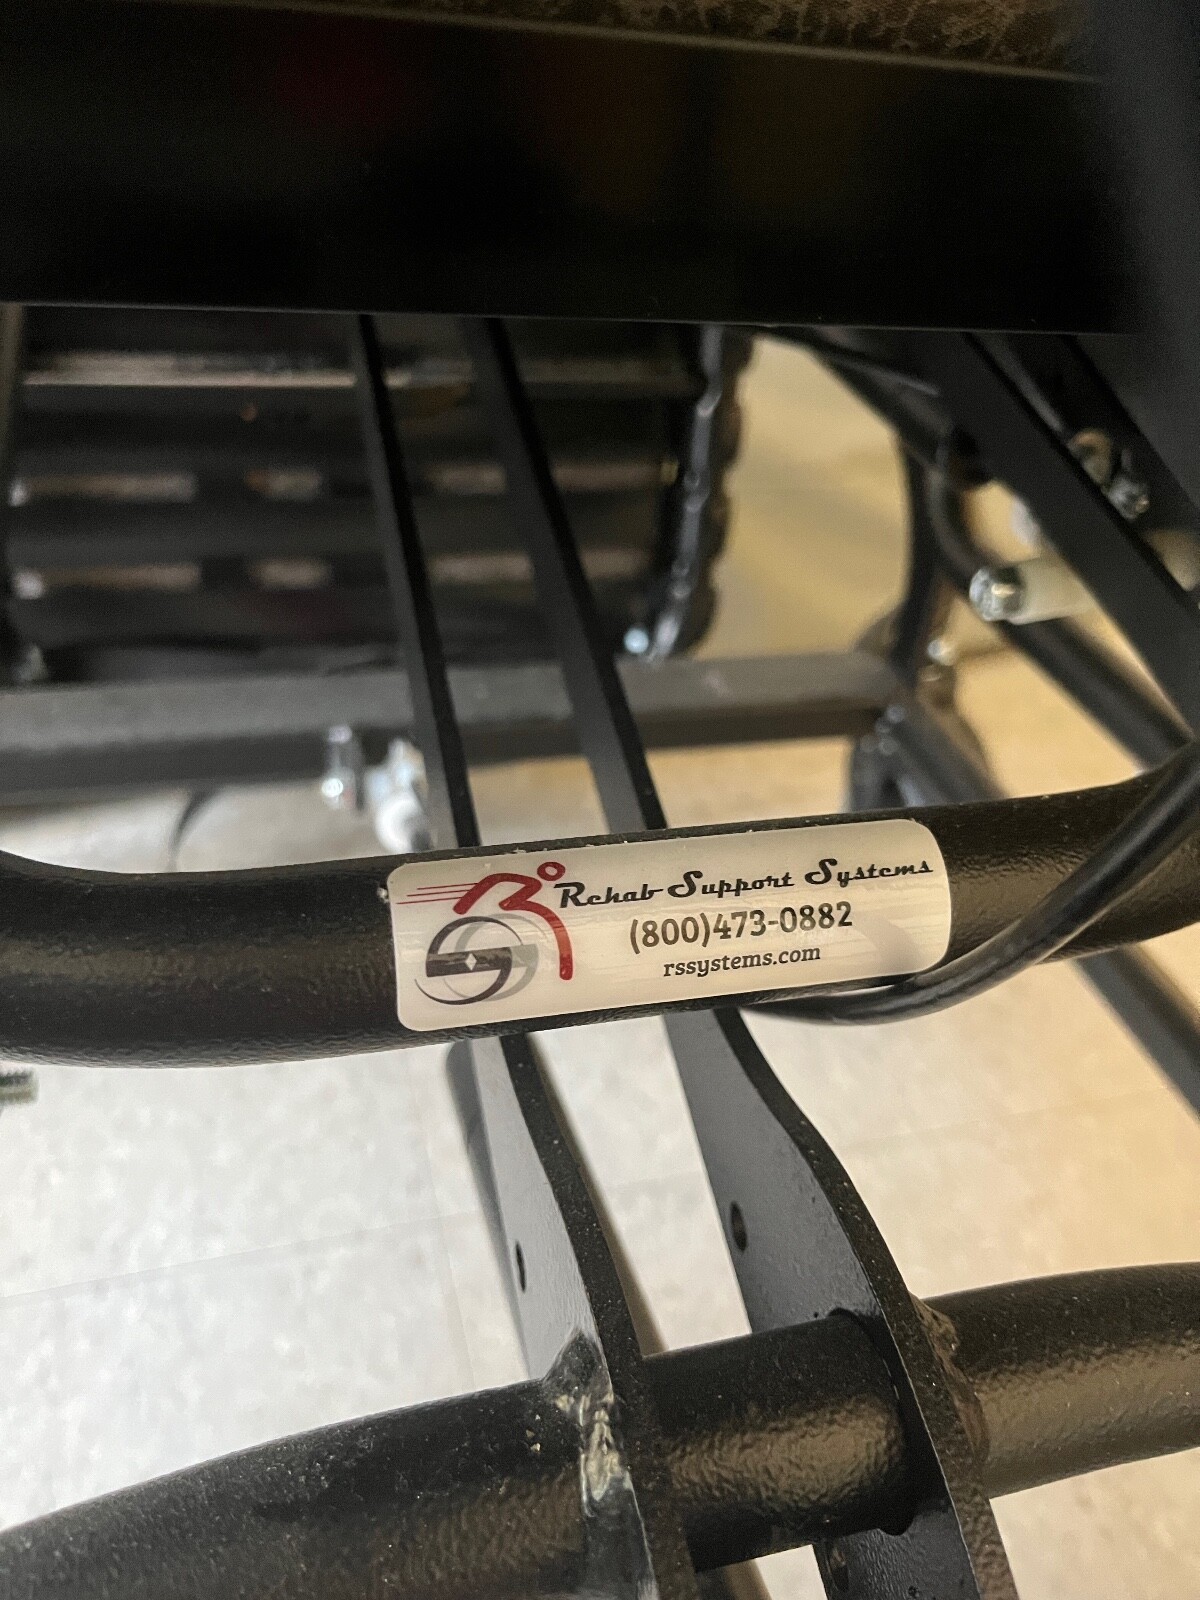 Rehab Support Systems
(800)473-0882
rssystems.com